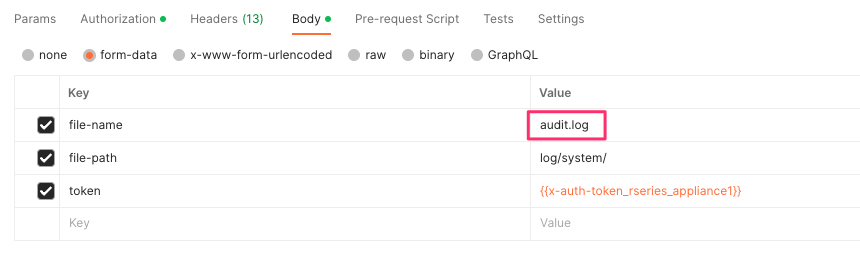 Params Authorization Headers (13) Body Pre-request Script Tests Settings
none form-data x-www-form-urlencoded raw binary GraphQL
Key Value
file-name audit.log
file-path log/system/
token {{x-auth-token_rseries_appliance1}}
Key Value